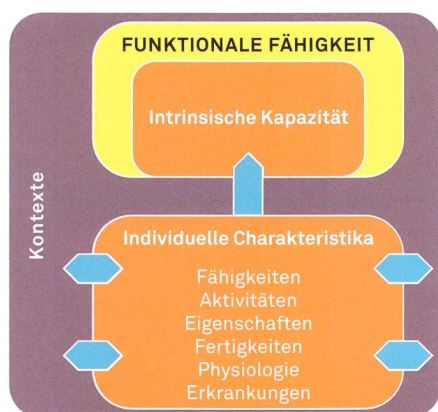 FUNKTIONALE FÄHIGKEIT
Intrinsische Kapazität
Kontexte
Individuelle Charakteristika
Fähigkeiten
Aktivitäten
Eigenschaften
Fertigkeiten
Physiologie
Erkrankungen